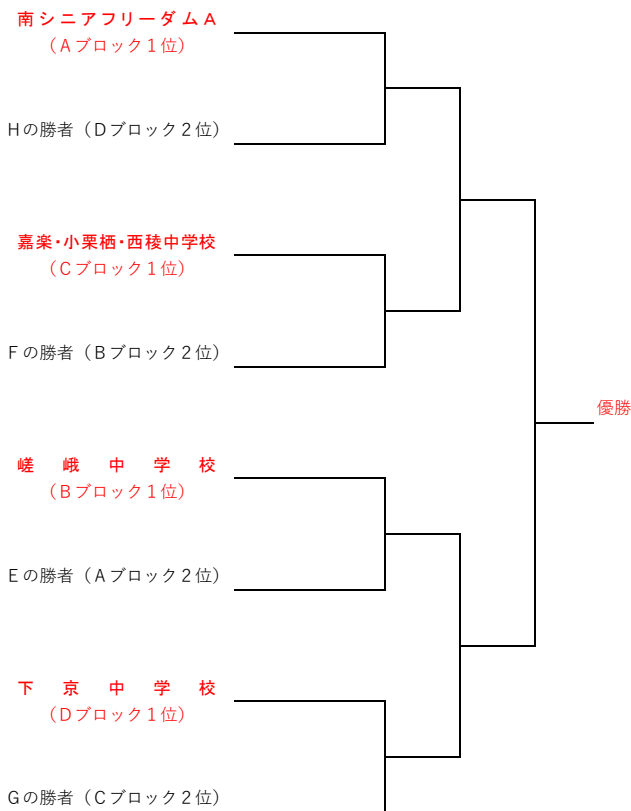 南シニアフリーダムA
（Aブロック１位）
Hの勝者（Dブロック２位）
嘉楽・小栗栖・西稜中学校
（Cブロック１位）
Fの勝者（Bブロック２位）
優勝
嵯峨中学校
（Bブロック１位）
Eの勝者（Aブロック２位）
下京中学校
（Dブロック１位）
Gの勝者（Cブロック２位）